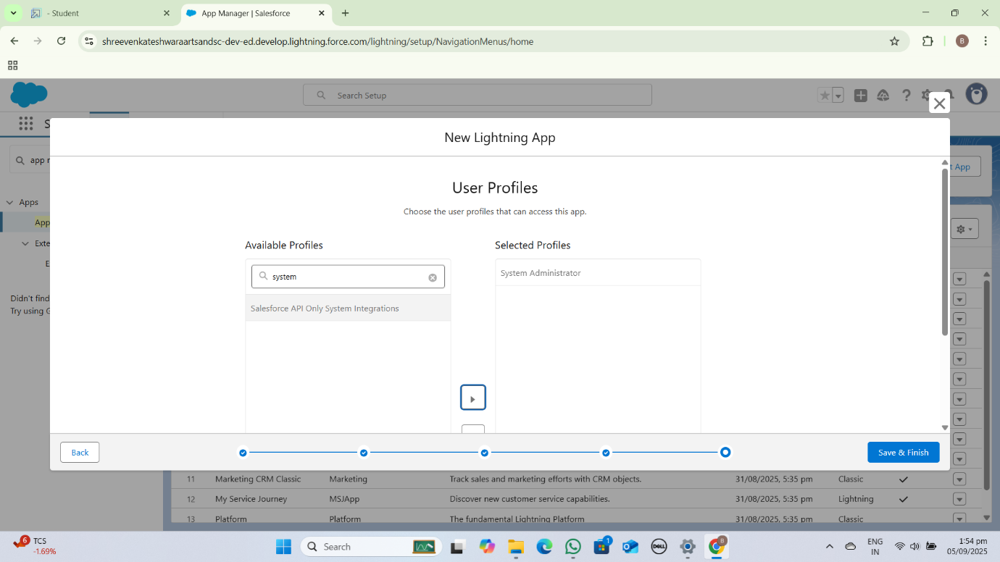 - Student
App Manager | Salesforce
shreevenkateshwaraartsandsc-dev-ed.develop.lightning.force.com/lightning/setup/NavigationMenus/home
B
Search Setup
S
New Lightning App
app
t App
User Profiles
Choose the user profiles that can access this app.
Apps
App
Exte
E
Available Profiles
Selected Profiles
system
System Administrator
Salesforce API Only System Integrations
Didn't find
Try using G
Back
Save & Finish
11 Marketing CRM Classic Marketing Track sales and marketing efforts with CRM objects. 31/08/2025, 5:35 pm Classic
12 My Service Journey MSJApp Discover new customer service capabilities. 31/08/2025, 5:35 pm Lightning
13 Platform Platform The fundamental Lightning Platform 31/08/2025, 5:35 pm Classic
6 TCS
-1.69%
Search
1
DELL
B
ENG
IN
1:54 pm
05/09/2025